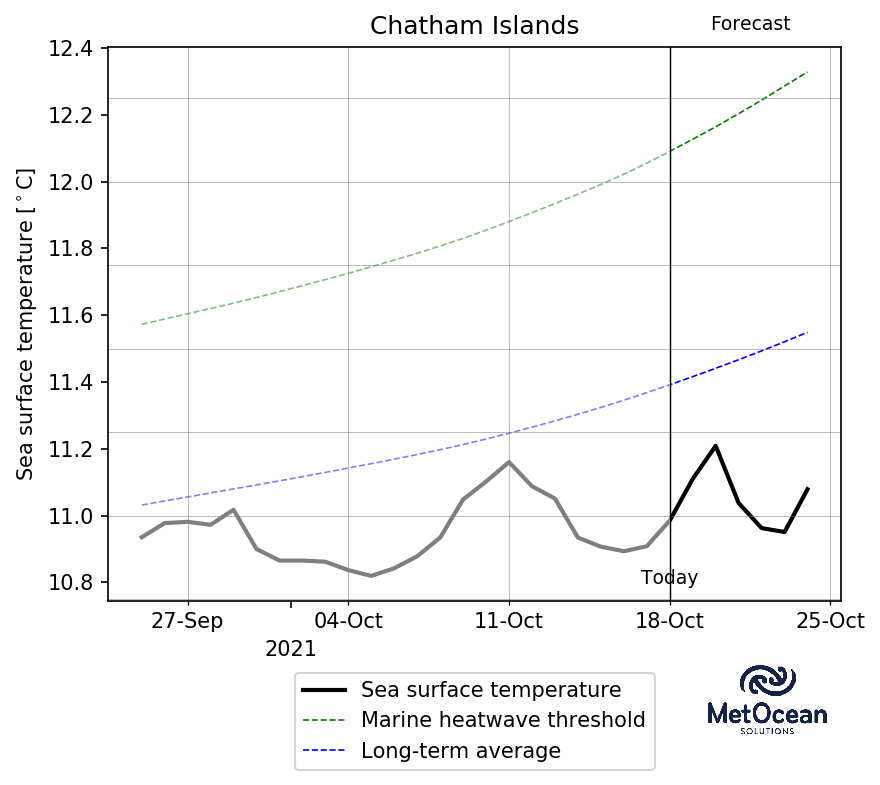 Chatham Islands
Forecast
Sea surface temperature [°C]
12.4
12.2
12.0
11.8
11.6
11.4
11.2
11.0
10.8
Today
27-Sep 04-Oct 11-Oct 18-Oct 25-Oct
2021
Sea surface temperature
Marine heatwave threshold
Long-term average
MetOcean
SOLUTIONS